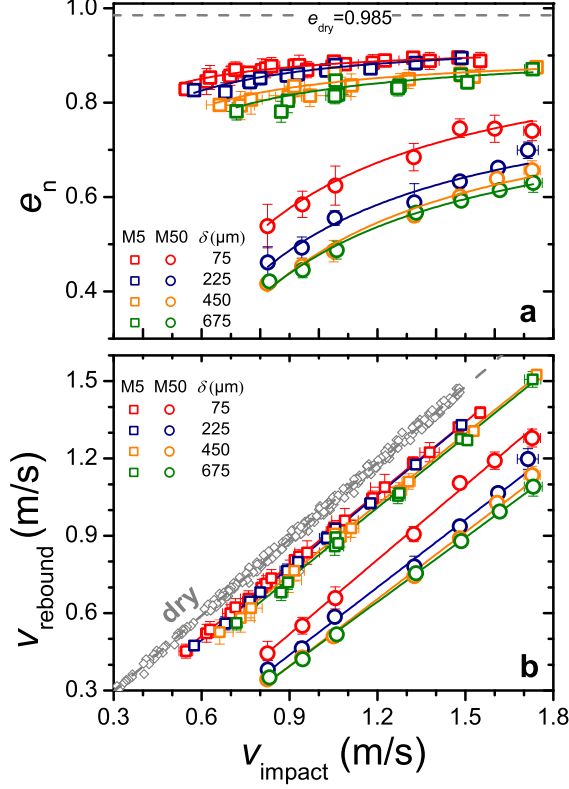 1.0
0.8
0.6
0.4
e_n
e_dry=0.985
M5 M50 δ(μm)
75
225
450
675
a
1.5
1.2
0.9
0.6
0.3
v_rebound (m/s)
M5 M50 δ(μm)
75
225
450
675
dry
b
0.3 0.6 0.9 1.2 1.5 1.8
v_impact (m/s)